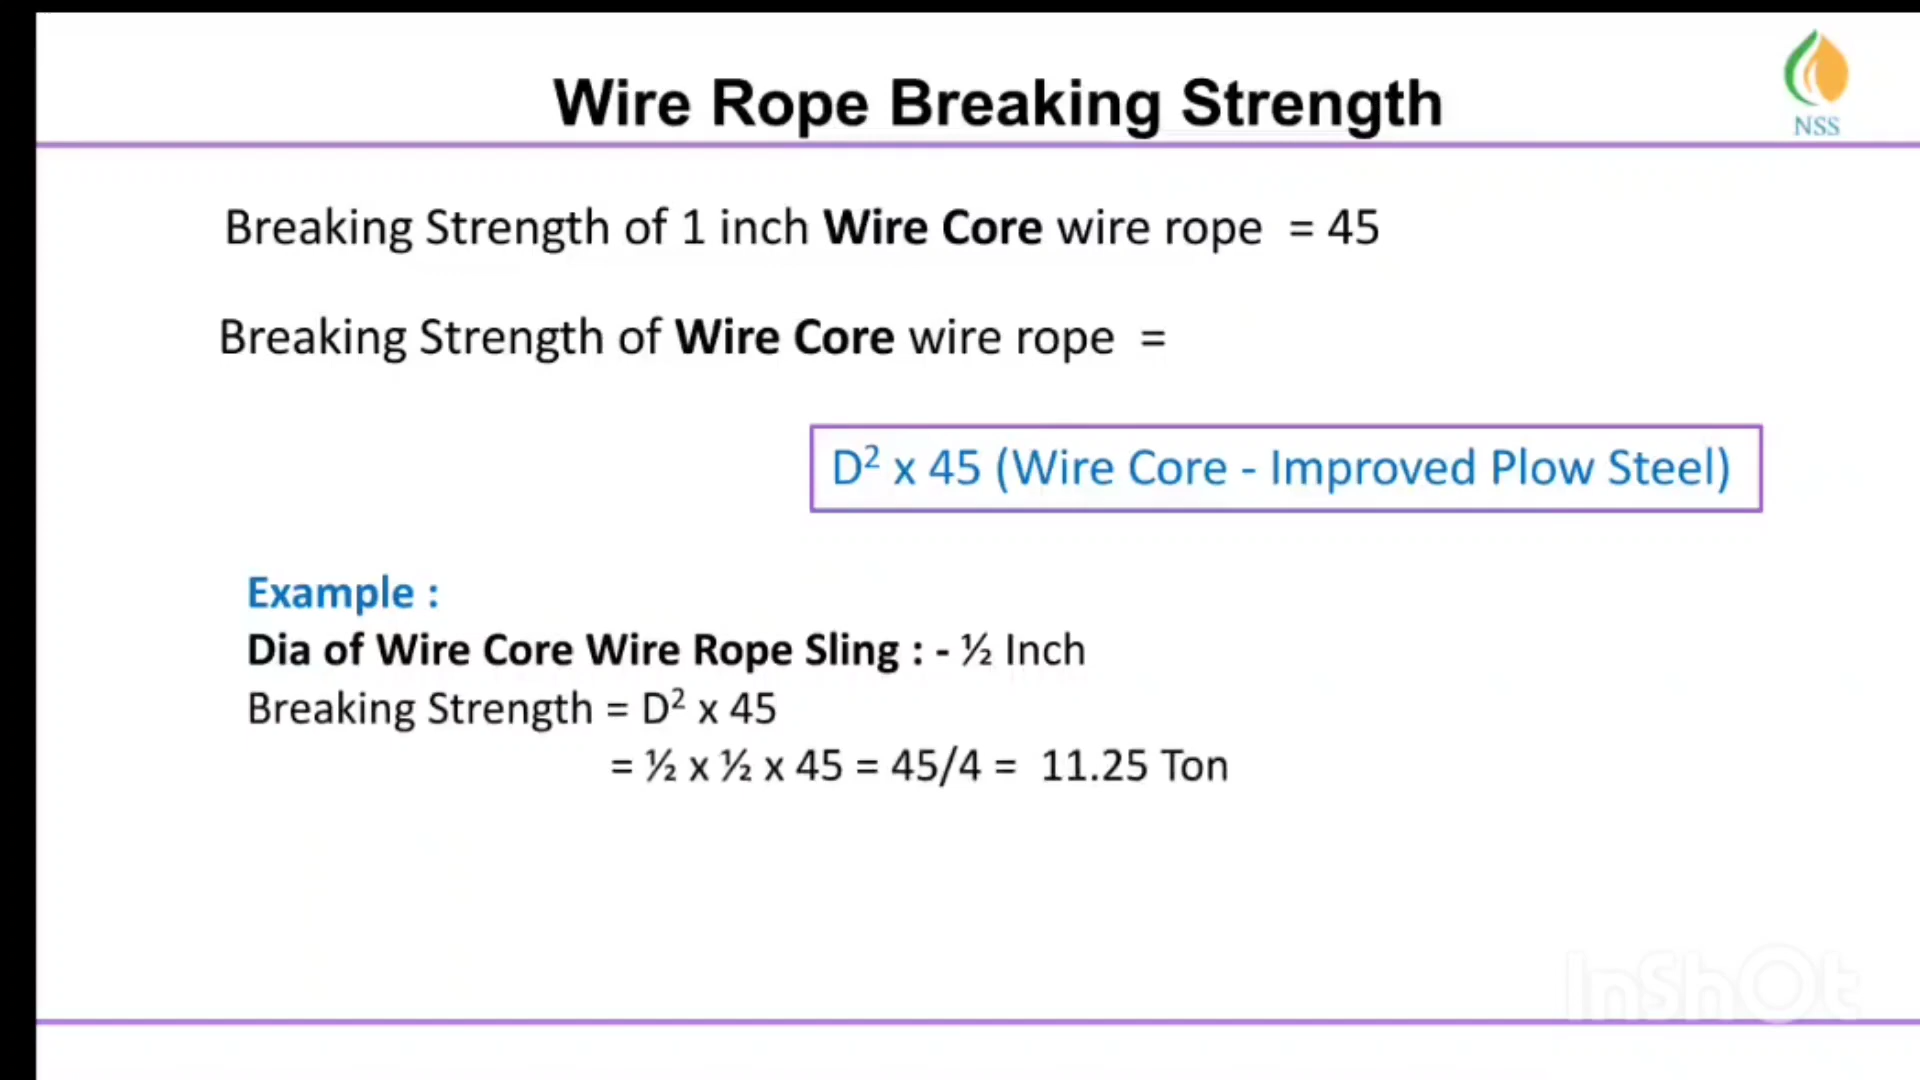 Wire Rope Breaking Strength
NSS
Breaking Strength of 1 inch Wire Core wire rope = 45
Breaking Strength of Wire Core wire rope =
D² x 45 (Wire Core - Improved Plow Steel)
Example :
Dia of Wire Core Wire Rope Sling : - ½ Inch
Breaking Strength = D² x 45
= ½ x ½ x 45 = 45/4 = 11.25 Ton
InShOt